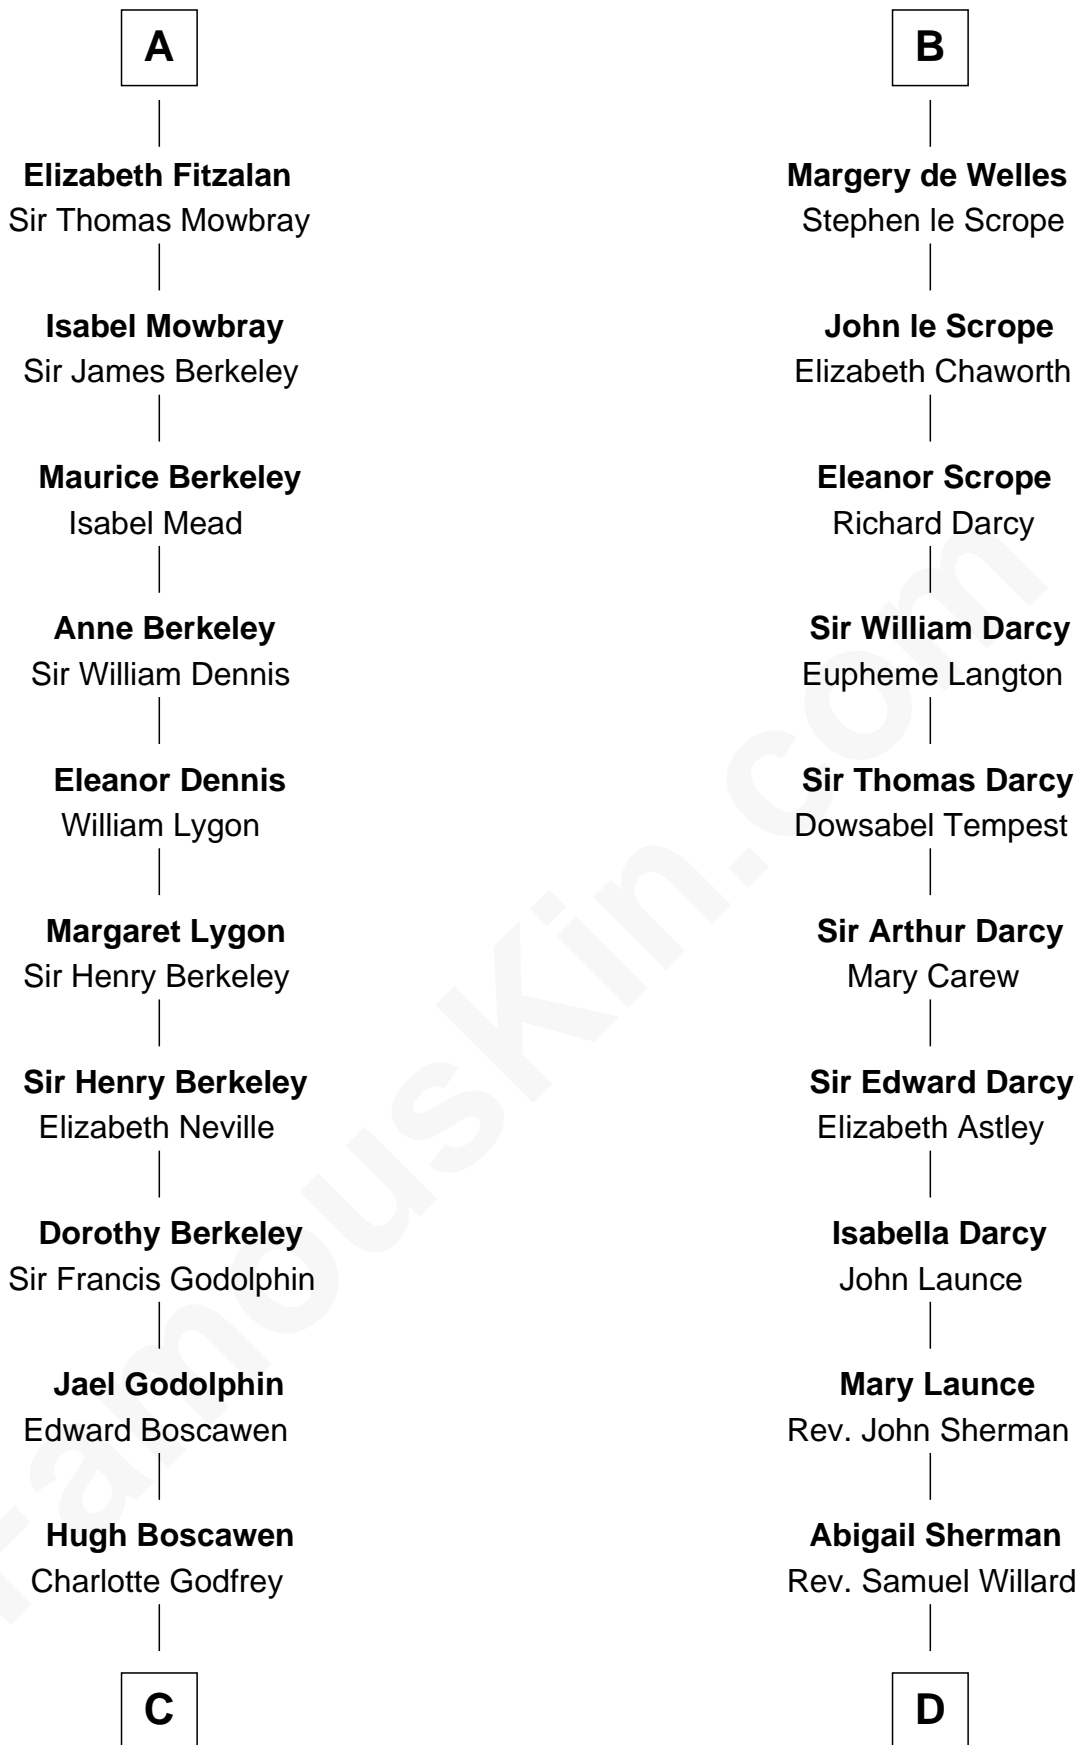 A
Elizabeth Fitzalan
Sir Thomas Mowbray
Isabel Mowbray
Sir James Berkeley
Maurice Berkeley
Isabel Mead
Anne Berkeley
Sir William Dennis
Eleanor Dennis
William Lygon
Margaret Lygon
Sir Henry Berkeley
Sir Henry Berkeley
Elizabeth Neville
Dorothy Berkeley
Sir Francis Godolphin
Jael Godolphin
Edward Boscawen
Hugh Boscawen
Charlotte Godfrey
C
B
Margery de Welles
Stephen le Scrope
John le Scrope
Elizabeth Chaworth
Eleanor Scrope
Richard Darcy
Sir William Darcy
Eupheme Langton
Sir Thomas Darcy
Dowsabel Tempest
Sir Arthur Darcy
Mary Carew
Sir Edward Darcy
Elizabeth Astley
Isabella Darcy
John Launce
Mary Launce
Rev. John Sherman
Abigail Sherman
Rev. Samuel Willard
D
FamousKin.com